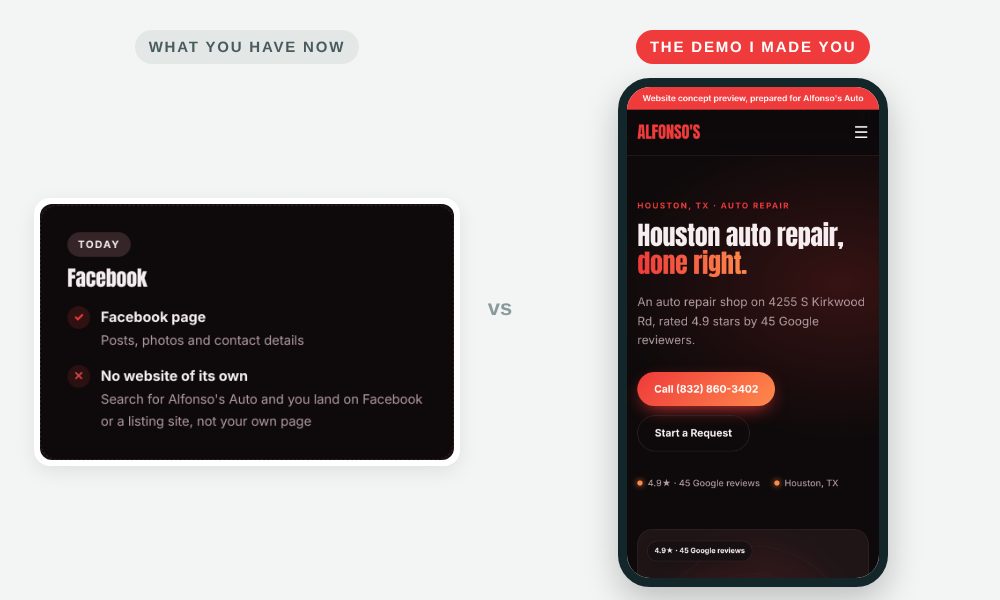 WHAT YOU HAVE NOW
TODAY
Facebook
Facebook page
Posts, photos and contact details
No website of its own
Search for Alfonso's Auto and you land on Facebook
or a listing site, not your own page
vs
THE DEMO I MADE YOU
Website concept preview, prepared for Alfonso's Auto
ALFONSO'S
HOUSTON, TX · AUTO REPAIR
Houston auto repair,
done right.
An auto repair shop on 4255 S Kirkwood
Rd, rated 4.9 stars by 45 Google
reviewers.
Call (832) 860-3402
Start a Request
4.9★ · 45 Google reviews
Houston, TX
4.9★ · 45 Google reviews